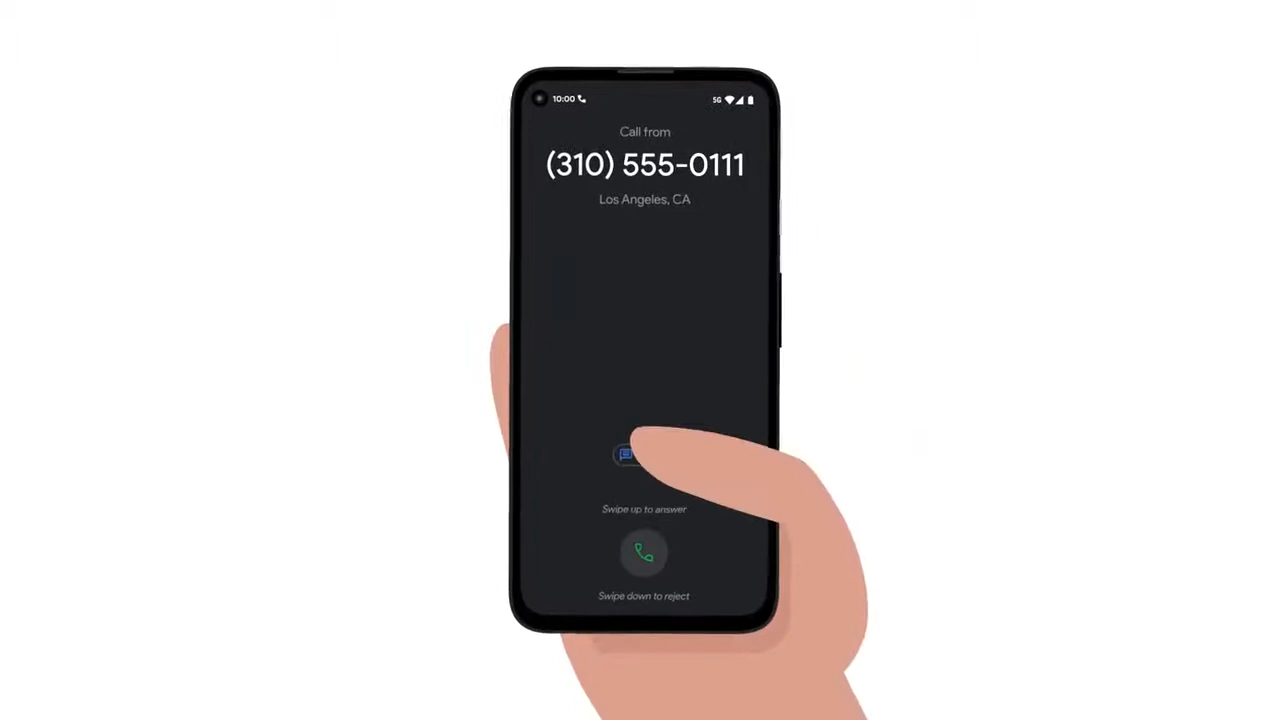 10:00
5G
Call from
(310) 555-0111
Los Angeles, CA
Swipe up to answer
Swipe down to reject